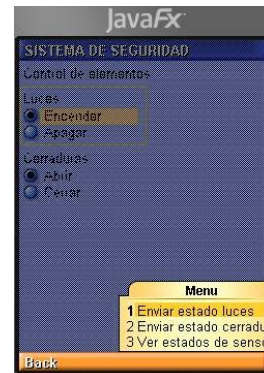 JavaFx
SISTEMA DE SEGURIDAD
Control de elementos
Luces
Encender
Apagar
Cerraduras
Abrir
Cerrar
Menu
1 Enviar estado luces
2 Enviar estado cerradu
3 Ver estados de senso
Back